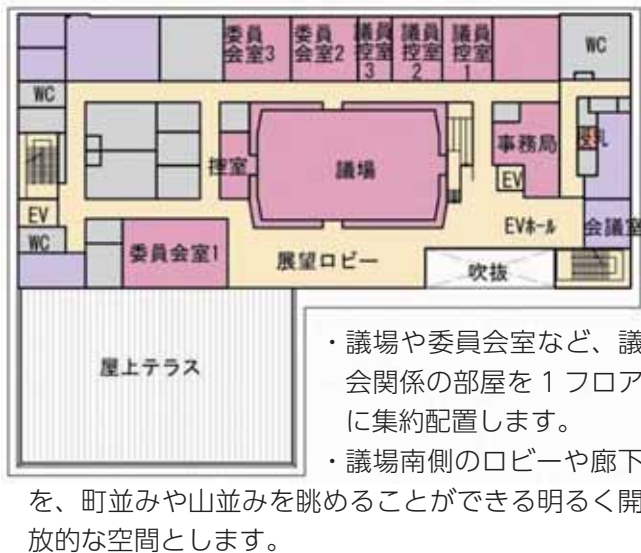 委員会室3
委員会室2
議員控室3
議員控室2
議員控室1
WC
WC
控室
議場
事務局
授乳
EV
EV
WC
委員会室1
展望ロビー
EVホール
会議室
吹抜
屋上テラス
・議場や委員会室など、議
会関係の部屋を1フロア
に集約配置します。
・議場南側のロビーや廊下
を、町並みや山並みを眺めることができる明るく開
放的な空間とします。